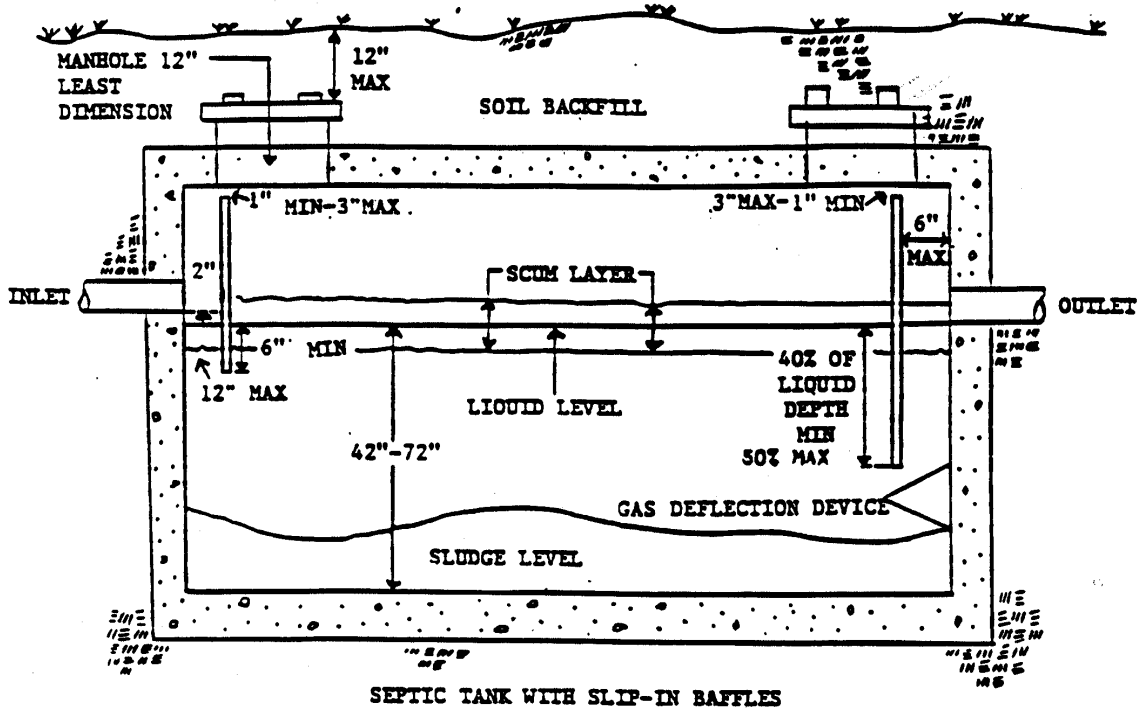 MANHOLE 12"
LEAST
DIMENSION
12"
MAX
SOIL BACKFILL
1"
MIN-3"MAX
3"MAX-1" MIN
6"
MAX
2"
SCUM LAYER
INLET
OUTLET
6" MIN
12" MAX
LIQUID LEVEL
40% OF
LIQUID
DEPTH
MIN
50% MAX
42"-72"
GAS DEFLECTION DEVICE
SLUDGE LEVEL
SEPTIC TANK WITH SLIP-IN BAFFLES